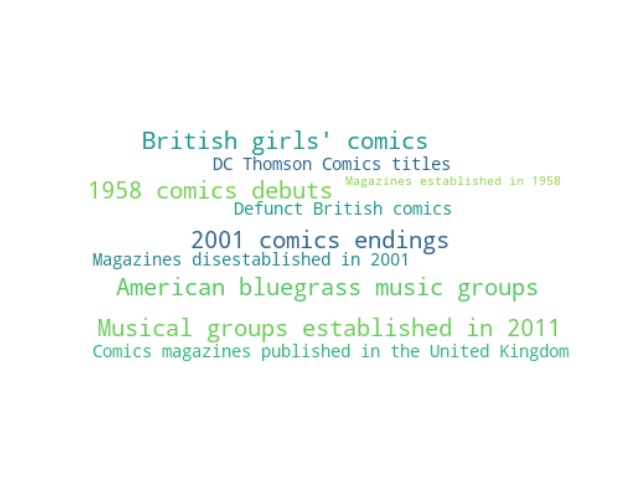 British girls' comics
DC Thomson Comics titles
Magazines established in 1958
1958 comics debuts
Defunct British comics
2001 comics endings
Magazines disestablished in 2001
American bluegrass music groups
Musical groups established in 2011
Comics magazines published in the United Kingdom